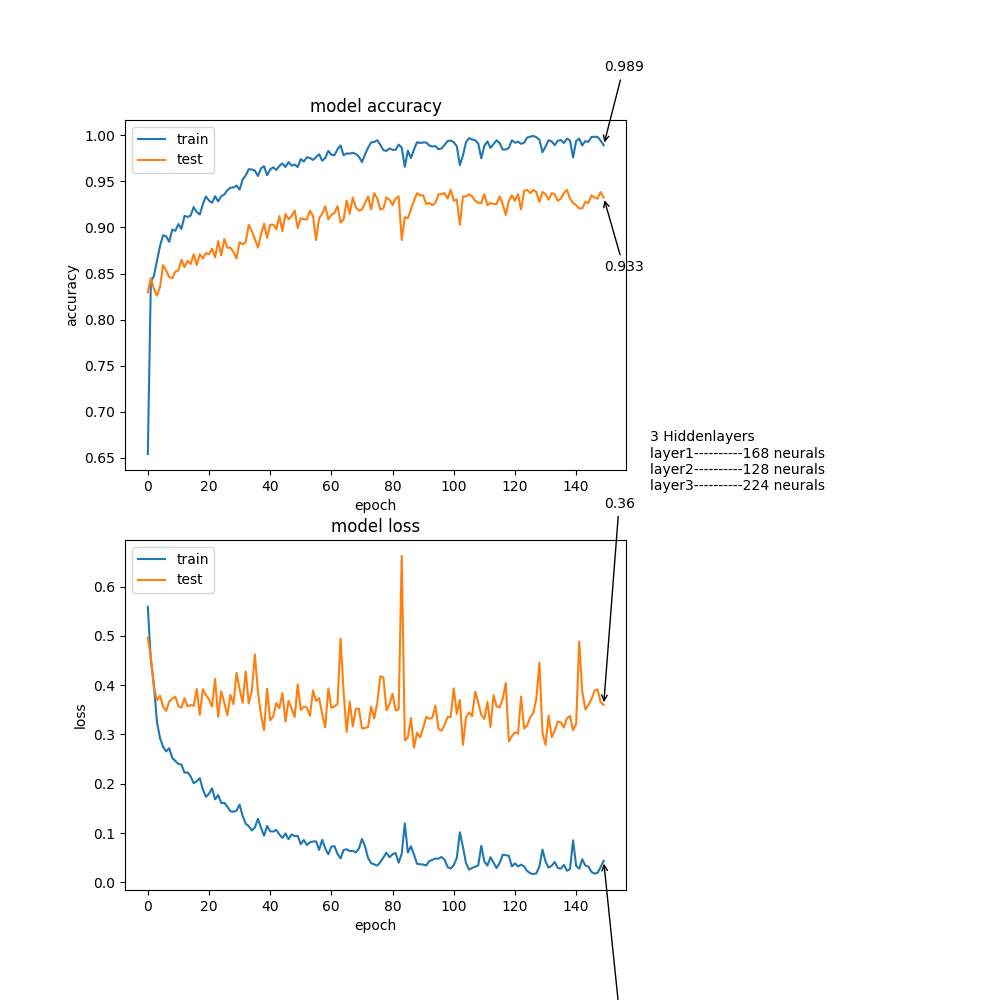 0.989
model accuracy
train
test
1.00
0.95
0.90
0.85
0.80
0.75
0.70
0.65
accuracy
0.933
0 20 40 60 80 100 120 140
epoch
3 Hiddenlayers
layer1----------168 neurals
layer2----------128 neurals
layer3----------224 neurals
0.36
model loss
train
test
0.6
0.5
0.4
0.3
0.2
0.1
0.0
loss
0 20 40 60 80 100 120 140
epoch